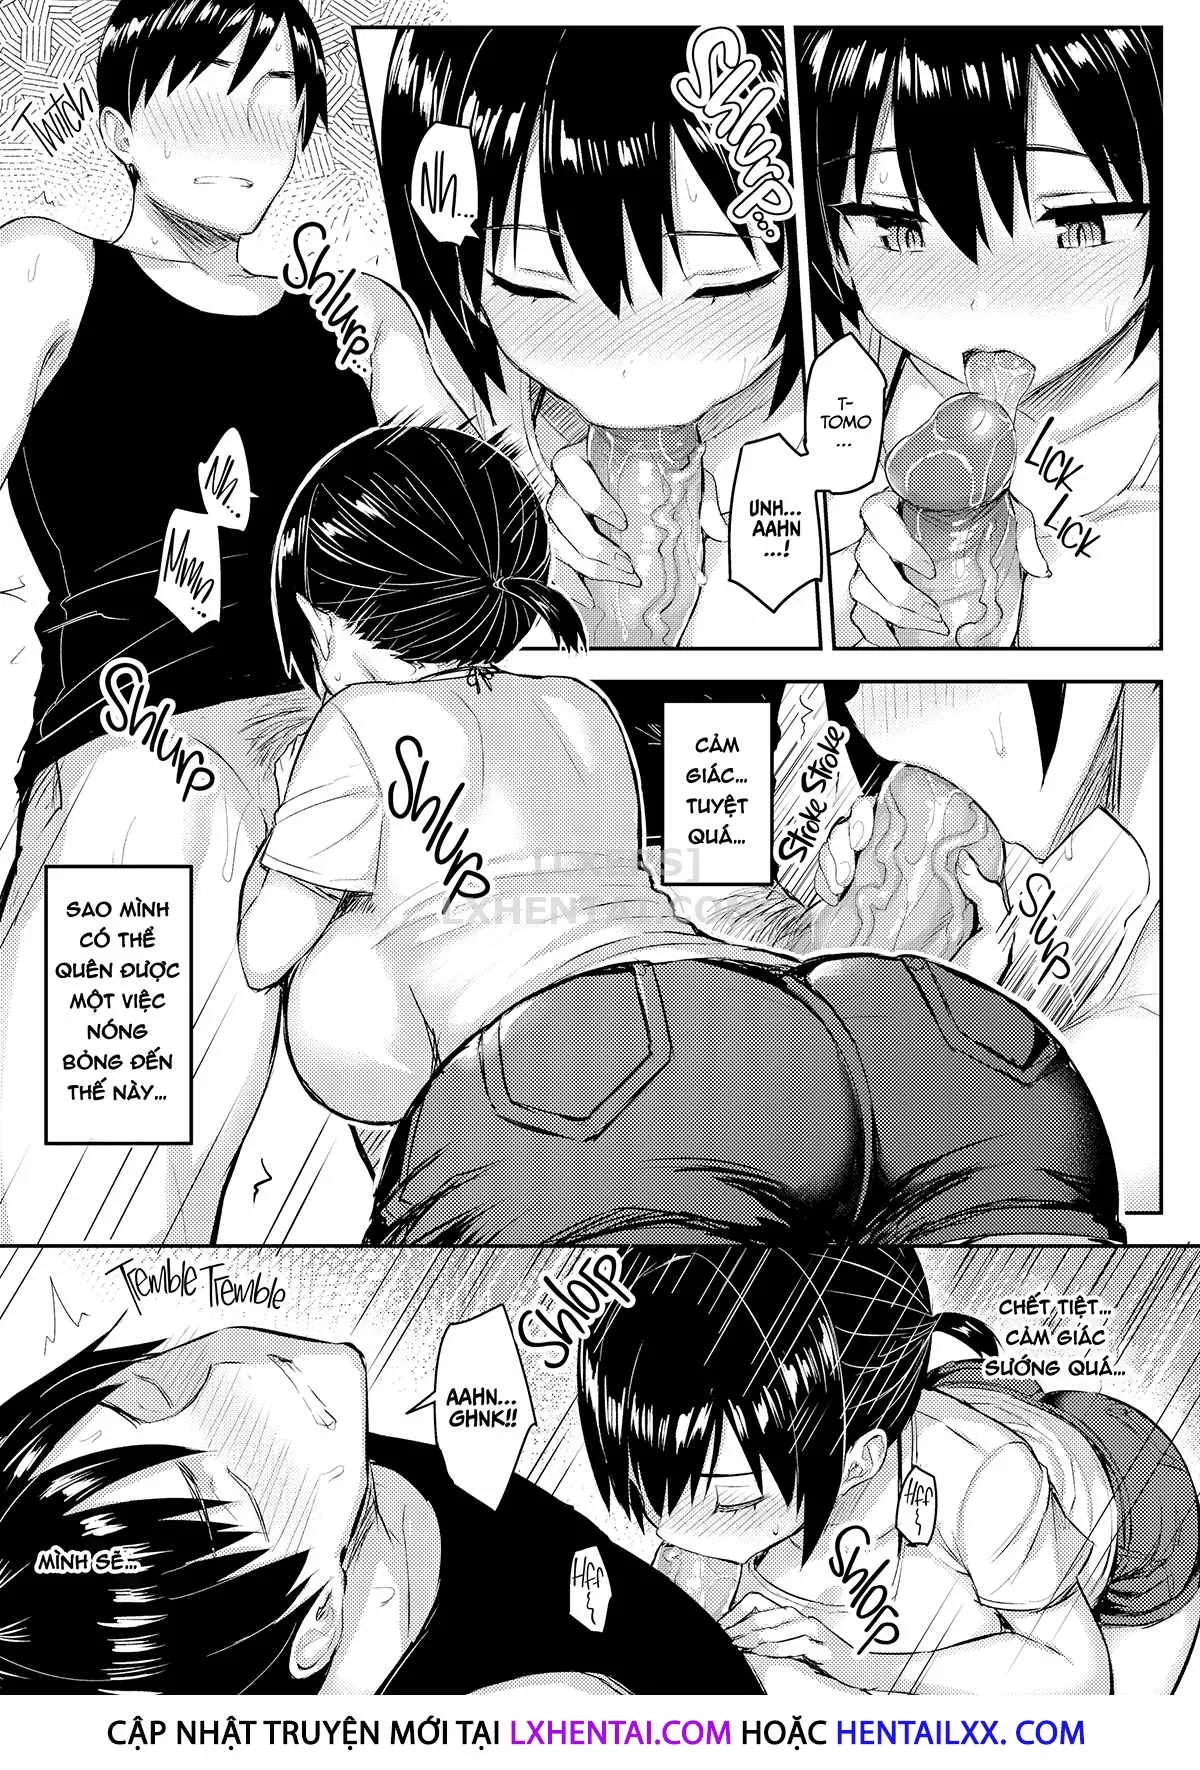 TWITCH
SHLURP...
NH...
SHLURP...
T-
TOMO
...
UNH...
AAHN
...!
LICK
LICK
NH...
MMM...
SHLURP
SHLURP
CẢM
GIÁC...
TUYỆT
QUÁ...
STROKE STROKE
SLURP
LXHENTAI.COM
SAO MÌNH
CÓ THỂ
QUÊN ĐƯỢC
MỘT VIỆC
NÓNG
BỎNG ĐẾN
THẾ NÀY...
TREMBLE TREMBLE
AAHN...
GHNK!!
SHLORP
CHẾT TIỆT...
CẢM GIÁC
SƯỚNG QUÁ...
MÌNH SẼ...
HFF
HFF
SHLORP
CẬP NHẬT TRUYỆN MỚI TẠI LXHENTAI.COM HOẶC HENTAILXX. COM